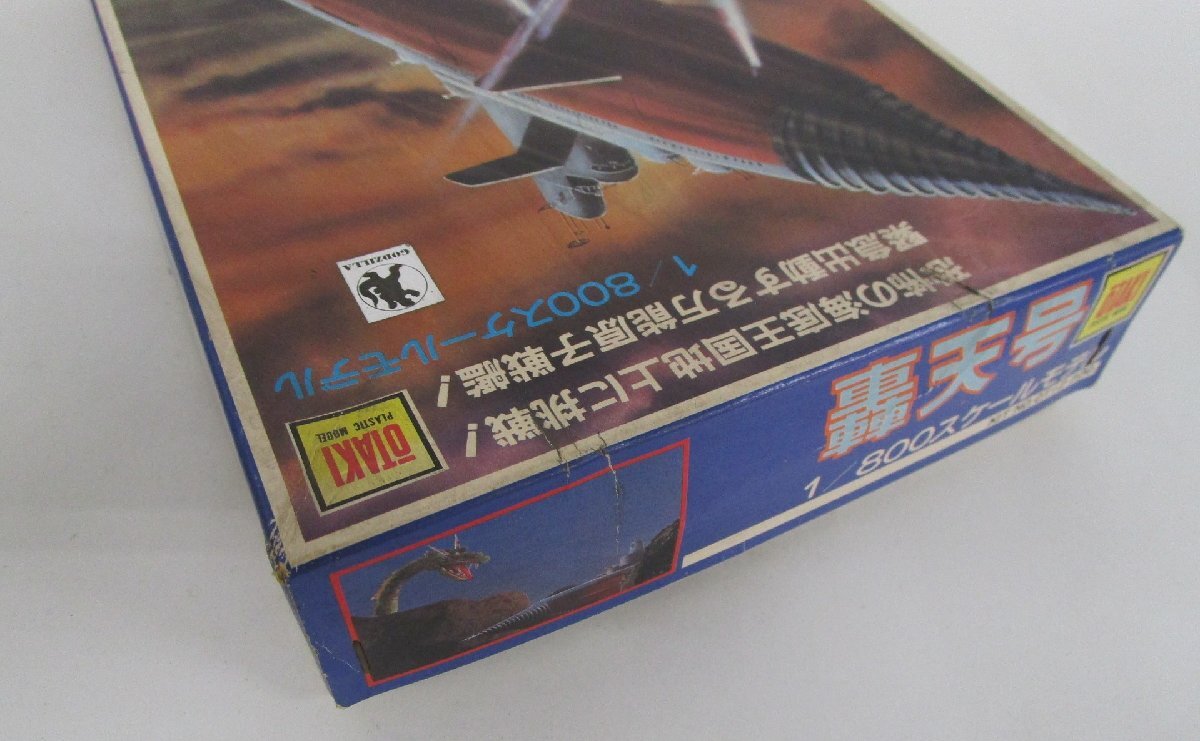 恐怖の海底王国地上に挑戦!
緊急出動する万能原子戦艦!
1/800スケールモデル
GODZILLA
OTAKI
PLASTIC MODEL
轟天号
1/800スケールモデル